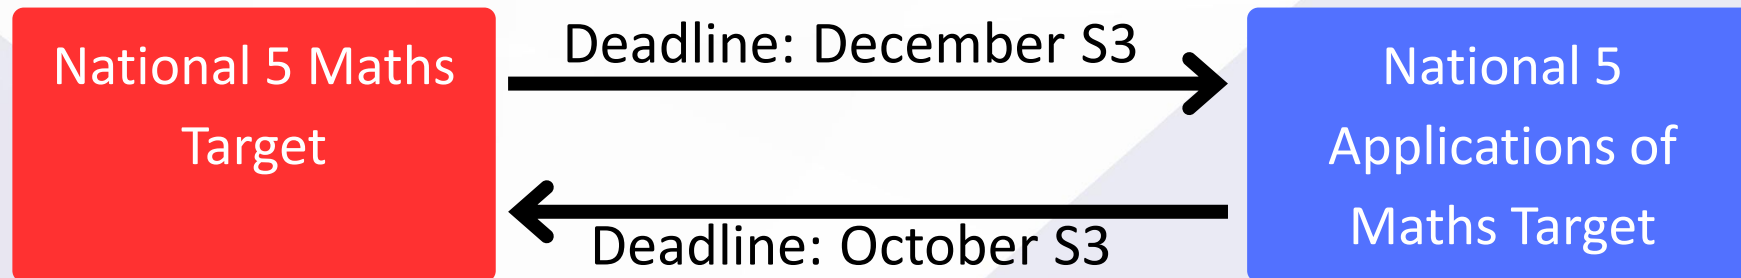 National 5 Maths
Target
Deadline: December S3
Deadline: October S3
National 5
Applications of
Maths Target